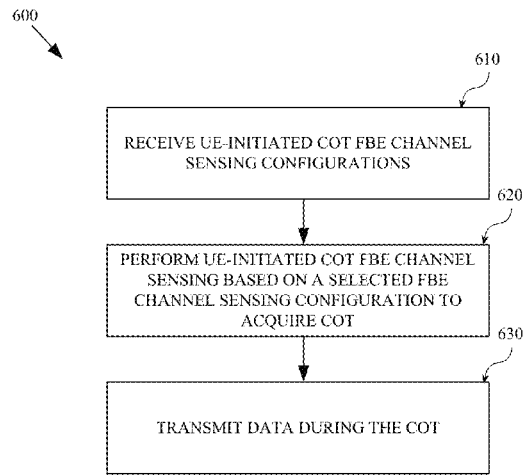 600
610
RECEIVE UE-INITIATED COT FBE CHANNEL
SENSING CONFIGURATIONS
620
PERFORM UE-INITIATED COT FBE CHANNEL
SENSING BASED ON A SELECTED FBE
CHANNEL SENSING CONFIGURATION TO
ACQUIRE COT
630
TRANSMIT DATA DURING THE COT